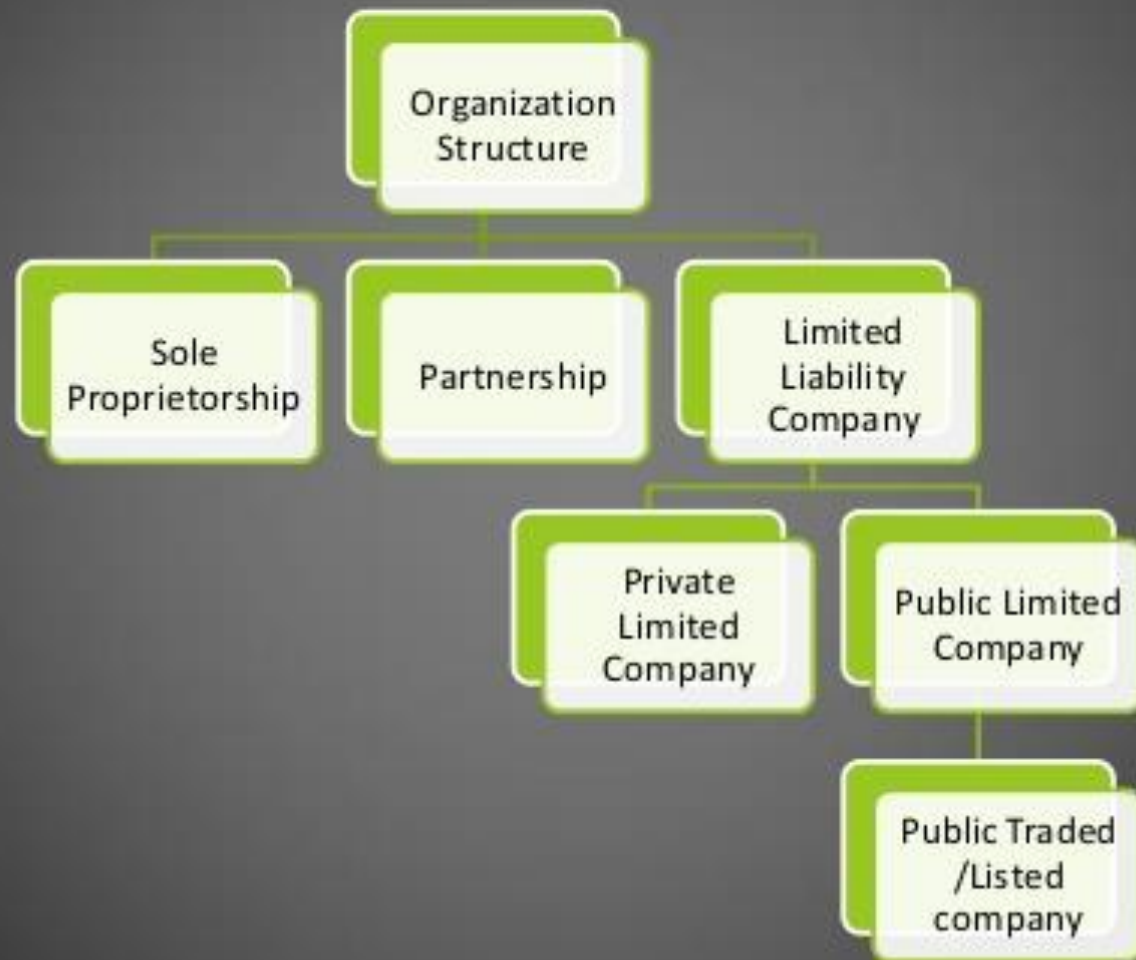 Organization
Structure
Sole
Proprietorship
Partnership
Limited
Liability
Company
Private
Limited
Company
Public Limited
Company
Public Traded
/Listed
company